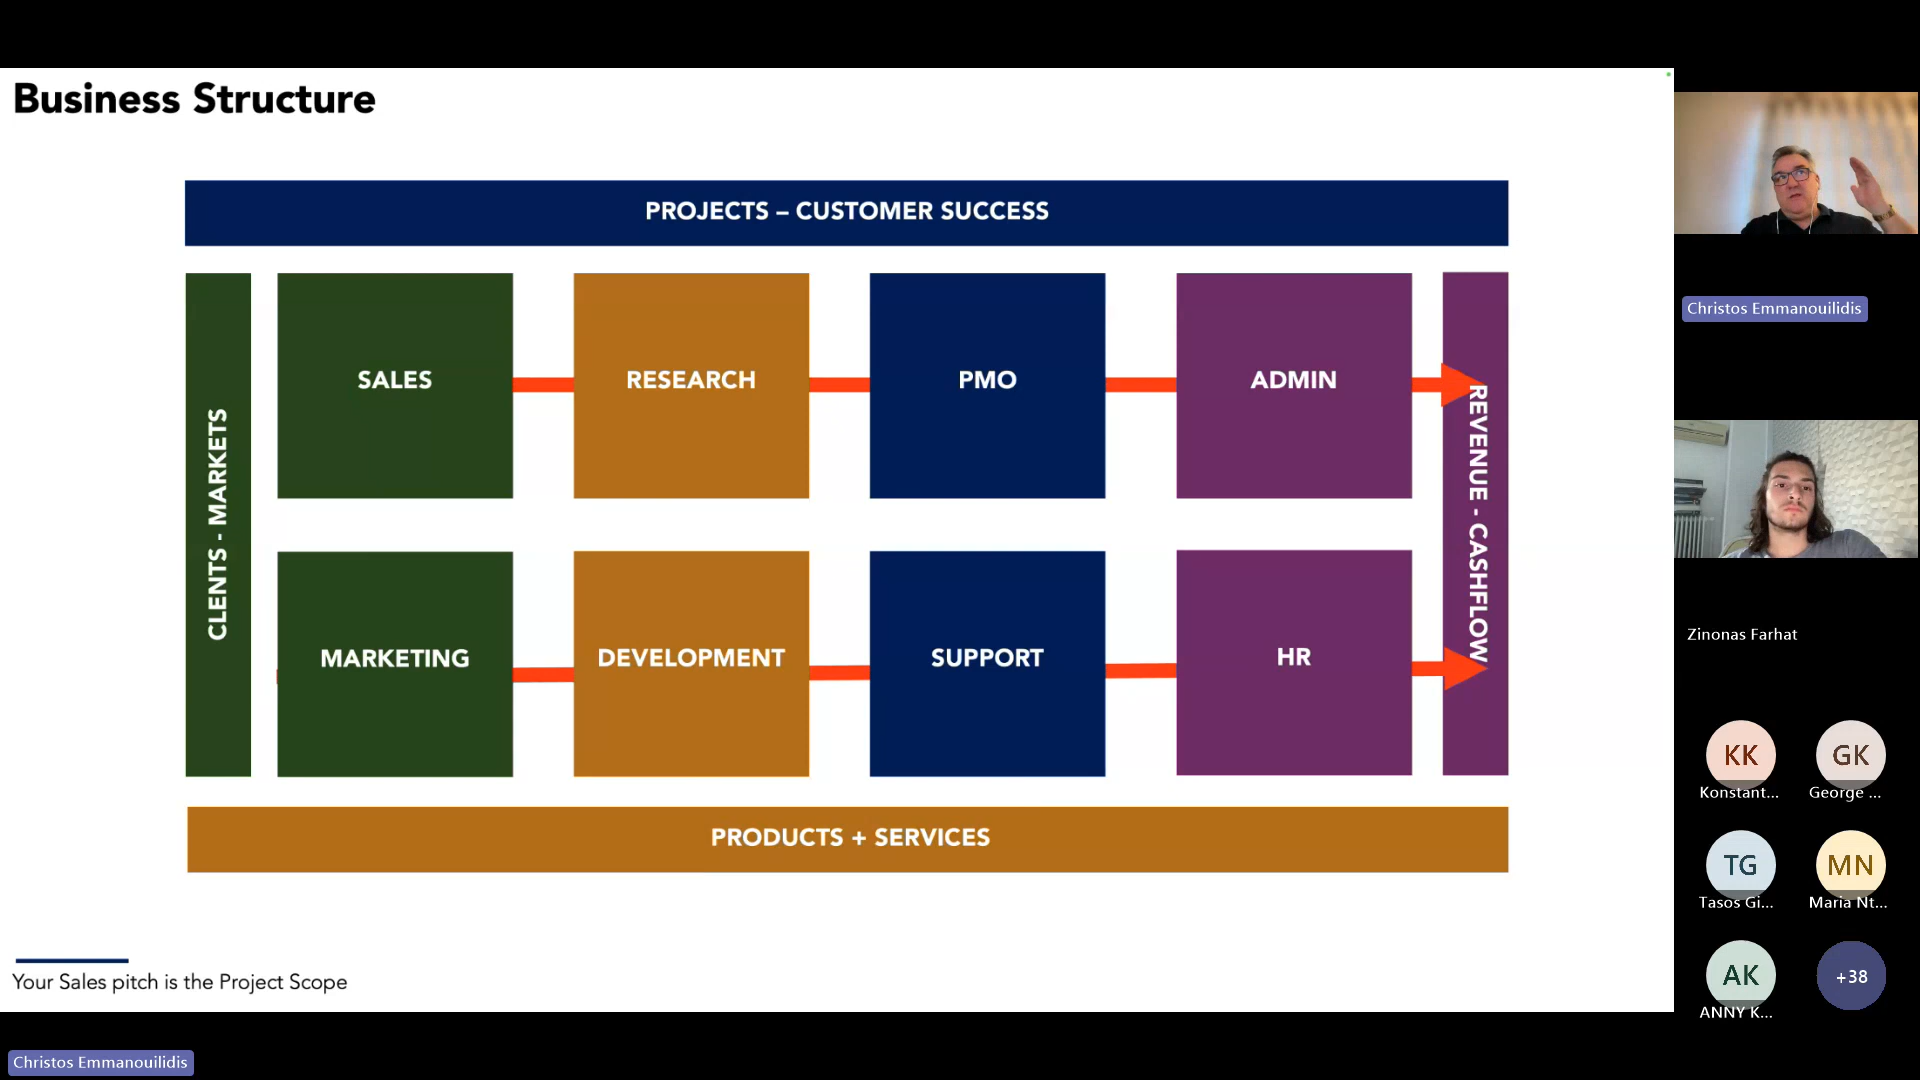 Business Structure
PROJECTS – CUSTOMER SUCCESS
CLENTS - MARKETS
SALES
RESEARCH
PMO
ADMIN
REVENUE - CASHFLOW
MARKETING
DEVELOPMENT
SUPPORT
HR
PRODUCTS + SERVICES
Your Sales pitch is the Project Scope
Christos Emmanouilidis
Christos Emmanouilidis
Zinonas Farhat
KK
Konstant...
GK
George ...
TG
Tasos Gi...
MN
Maria Nt...
AK
ANNY K...
+38